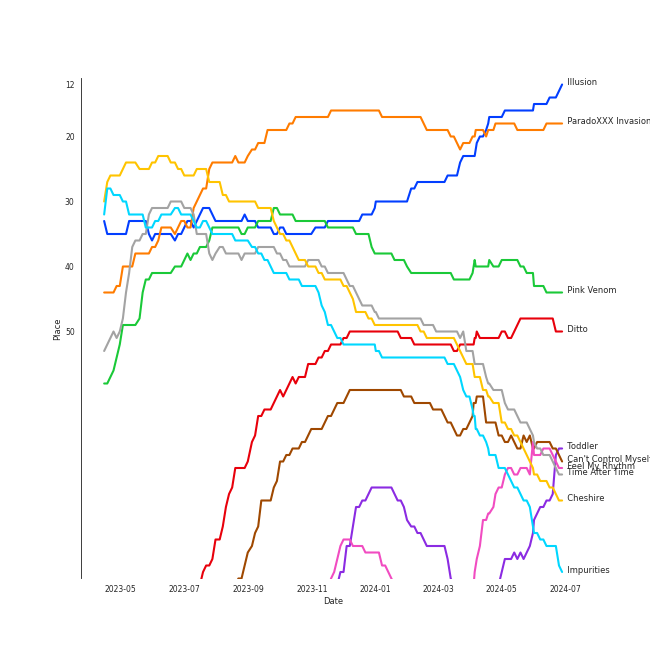 12
20
30
40
50
Place
Illusion
ParadoXXX Invasion
Pink Venom
Ditto
Toddler
Can't Control Myself
Feel My Rhythm
Time After Time
Cheshire
Impurities
2023-05
2023-07
2023-09
2023-11
2024-01
2024-03
2024-05
2024-07
Date